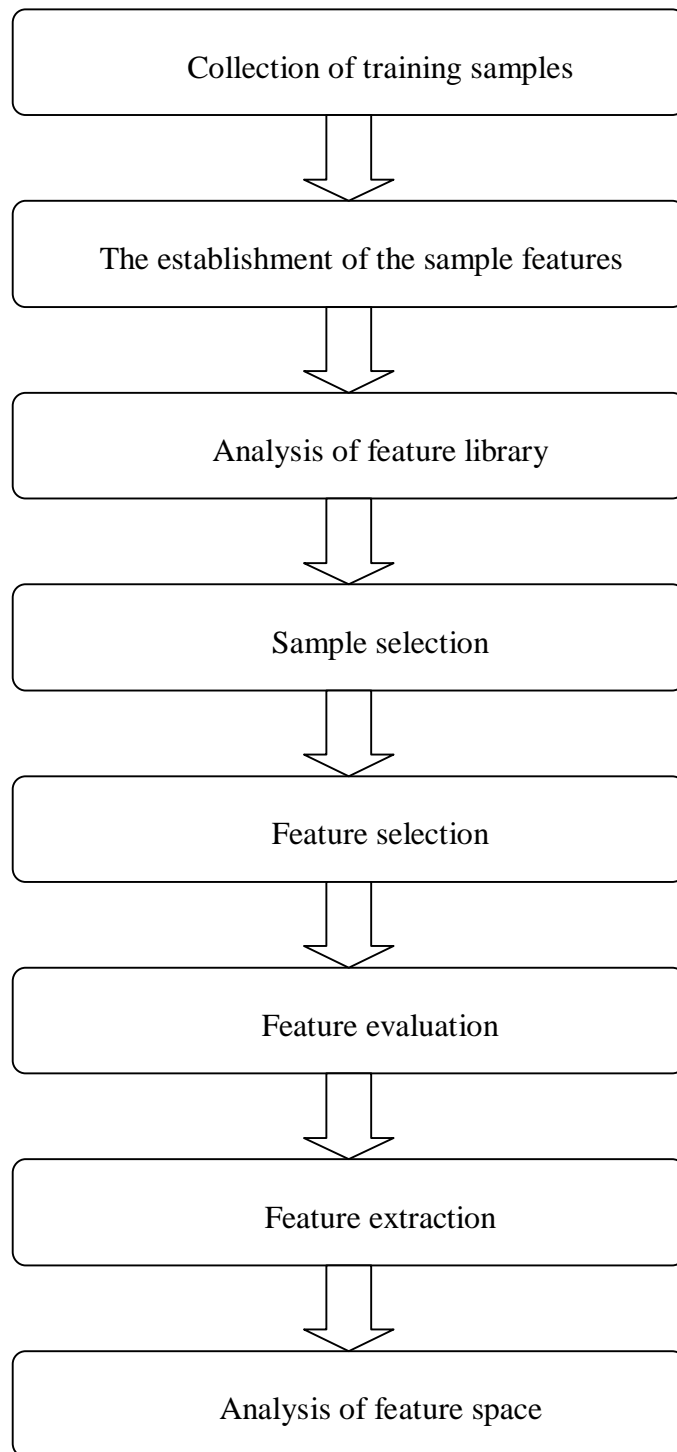 Collection of training samples
The establishment of the sample features
Analysis of feature library
Sample selection
Feature selection
Feature evaluation
Feature extraction
Analysis of feature space